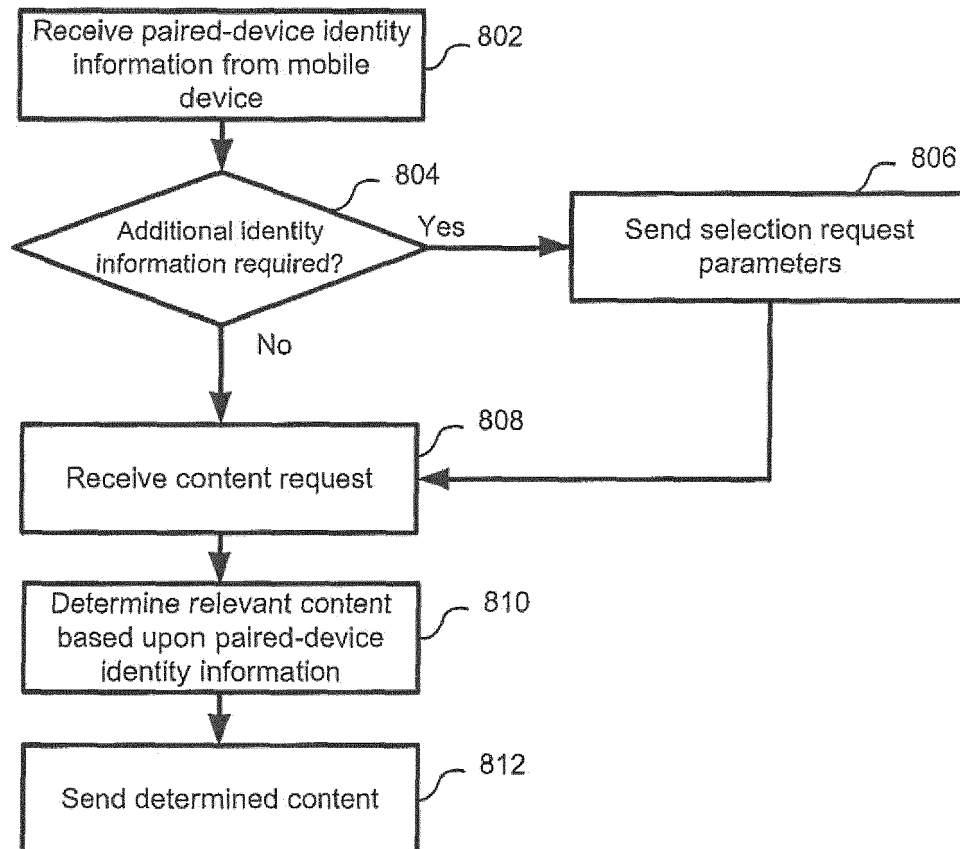 Receive paired-device identity
information from mobile
device
802
804
Additional identity
information required?
Yes
806
Send selection request
parameters
No
808
Receive content request
Determine relevant content
based upon paired-device
identity information
810
812
Send determined content